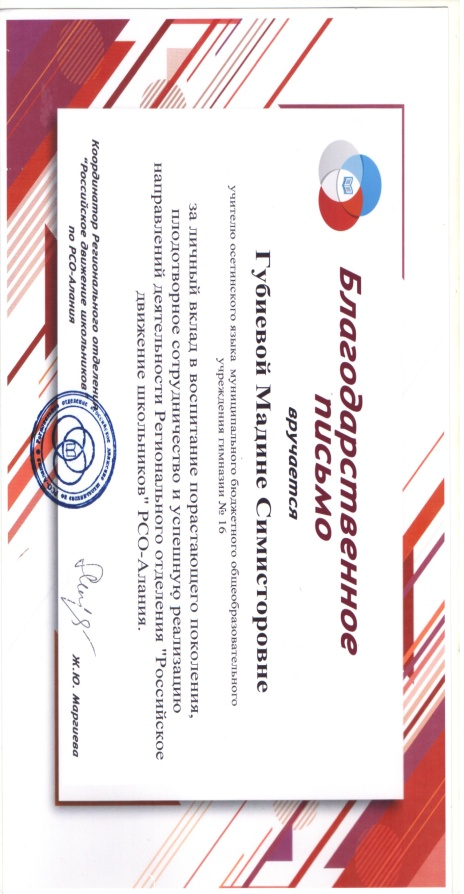 Благодарственное
письмо
вручается
Губиевой Мадине Симисторовне
учителю осетинского языка муниципального бюджетного общеобразовательного
учреждения гимназии № 16
за личный вклад в воспитание порастающего поколения,
плодотворное сотрудничество и успешную реализацию
направлений деятельности Регионального отделения "Российское
движение школьников" РСО-Алания.
Координатор Регионального отделения
"Российское движение школьников"
по РСО-Алания
Ж.Ю. Маргиева